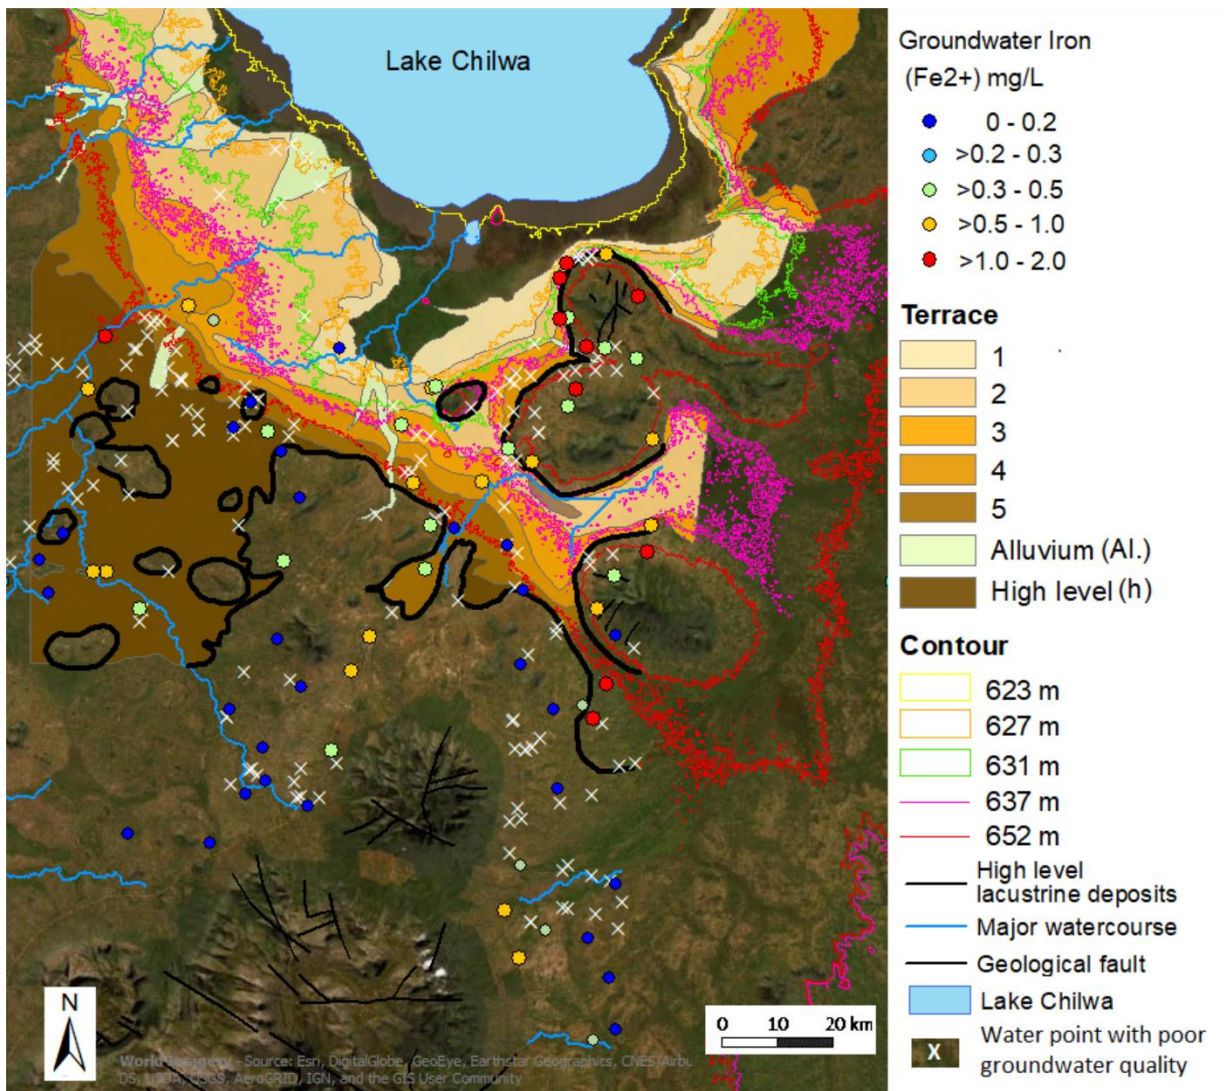 Lake Chilwa
Groundwater Iron
(Fe2+) mg/L
0 - 0.2
>0.2 - 0.3
>0.3 - 0.5
>0.5 - 1.0
>1.0 - 2.0
Terrace
1
2
3
4
5
Alluvium (Al.)
High level (h)
Contour
623 m
627 m
631 m
637 m
652 m
High level
lacustrine deposits
Major watercourse
Geological fault
Lake Chilwa
X Water point with poor
groundwater quality
N
0 10 20 km
World Imagery - Source: Esri, DigitalGlobe, GeoEye, Earthstar Geographics, CNES/Airbu
DS, USDA, USGS, AeroGRID, IGN, and the GIS User Community